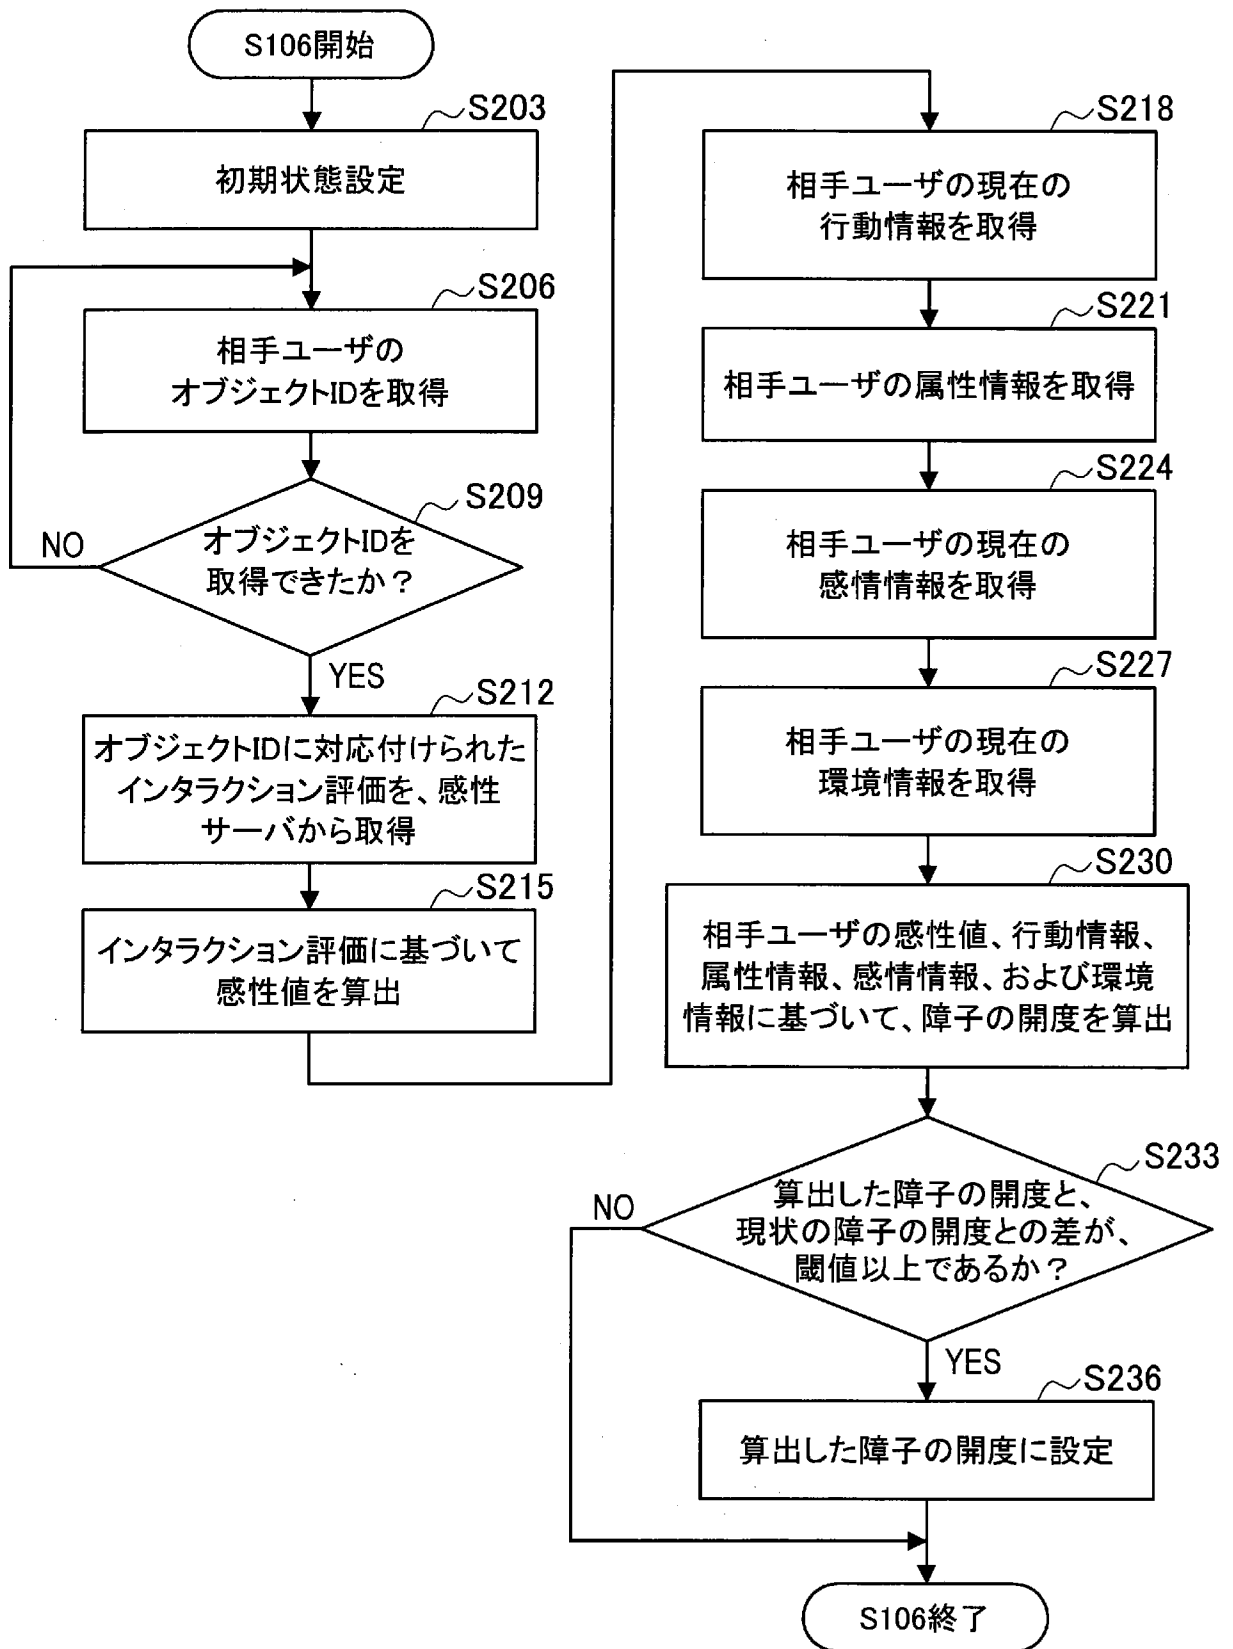 S106開始
S203
初期状態設定
S206
相手ユーザの
オブジェクトIDを取得
S209
オブジェクトIDを
取得できたか？
NO
YES
S212
オブジェクトIDに対応付けられた
インタラクション評価を、感性
サーバから取得
S215
インタラクション評価に基づいて
感性値を算出
S218
相手ユーザの現在の
行動情報を取得
S221
相手ユーザの属性情報を取得
S224
相手ユーザの現在の
感情情報を取得
S227
相手ユーザの現在の
環境情報を取得
S230
相手ユーザの感性値、行動情報、
属性情報、感情情報、および環境
情報に基づいて、障子の開度を算出
S233
算出した障子の開度と、
現状の障子の開度との差が、
閾値以上であるか？
NO
YES
S236
算出した障子の開度に設定
S106終了